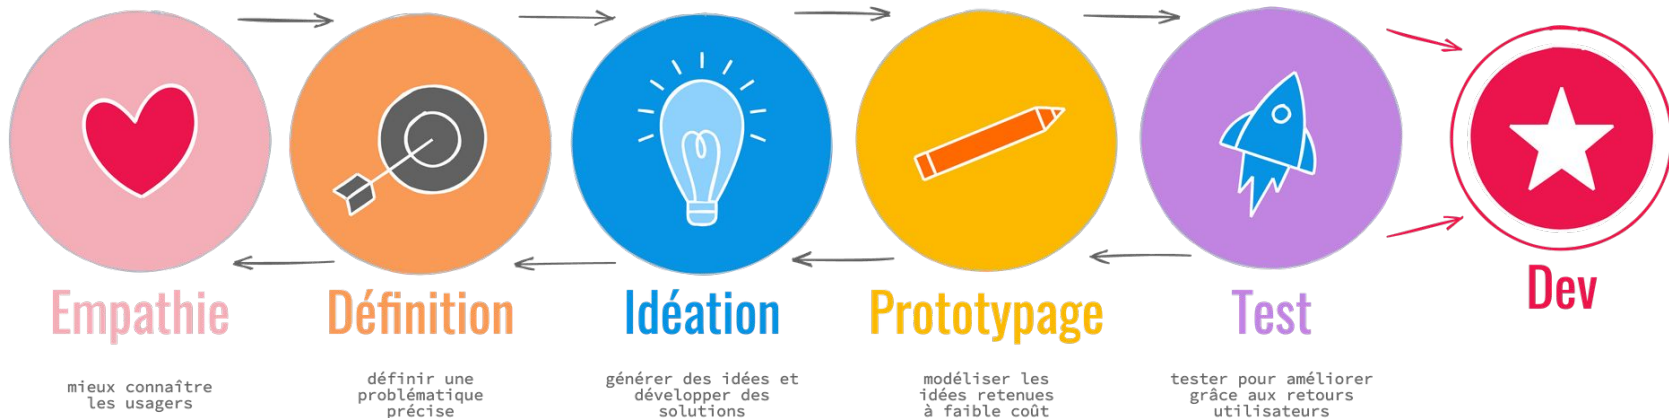 Empathie
mieux connaître
les usagers
Définition
définir une
problématique
précise
Idéation
générer des idées et
développer des
solutions
Prototypage
modéliser les
idées retenues
à faible coût
Test
tester pour améliorer
grâce aux retours
utilisateurs
Dev